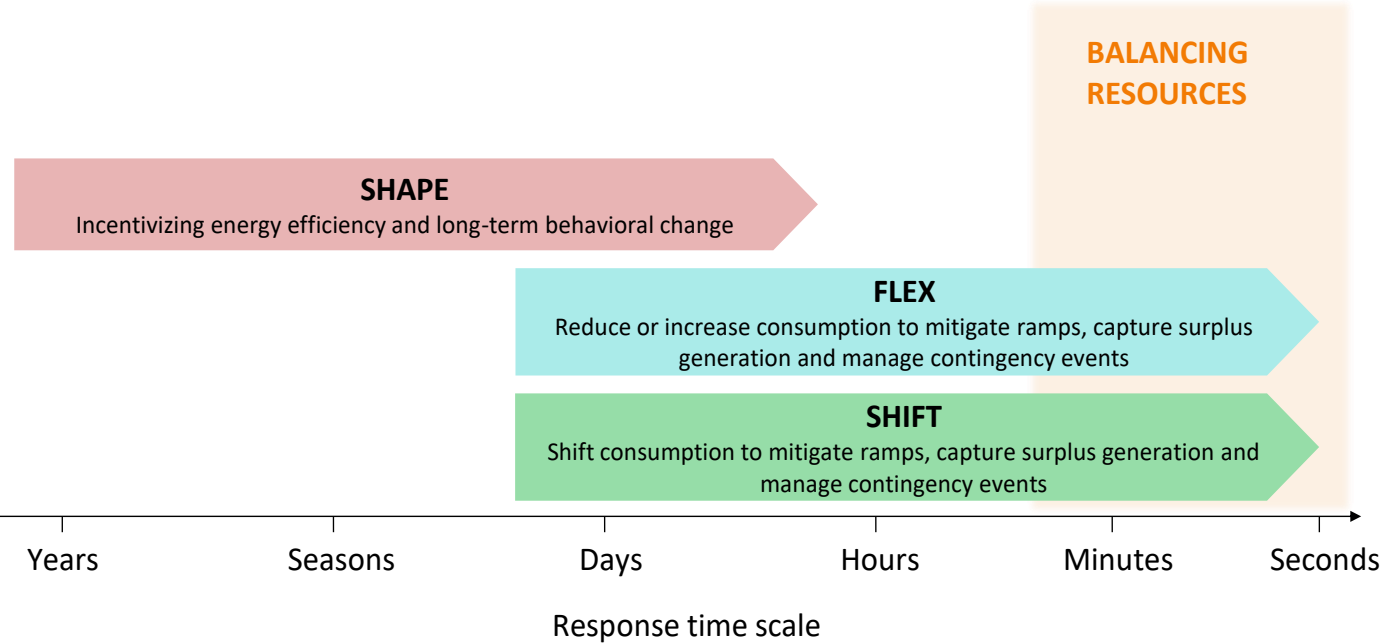 BALANCING
RESOURCES
SHAPE
Incentivizing energy efficiency and long-term behavioral change
FLEX
Reduce or increase consumption to mitigate ramps, capture surplus
generation and manage contingency events
SHIFT
Shift consumption to mitigate ramps, capture surplus generation and
manage contingency events
Years
Seasons
Days
Hours
Minutes
Seconds
Response time scale